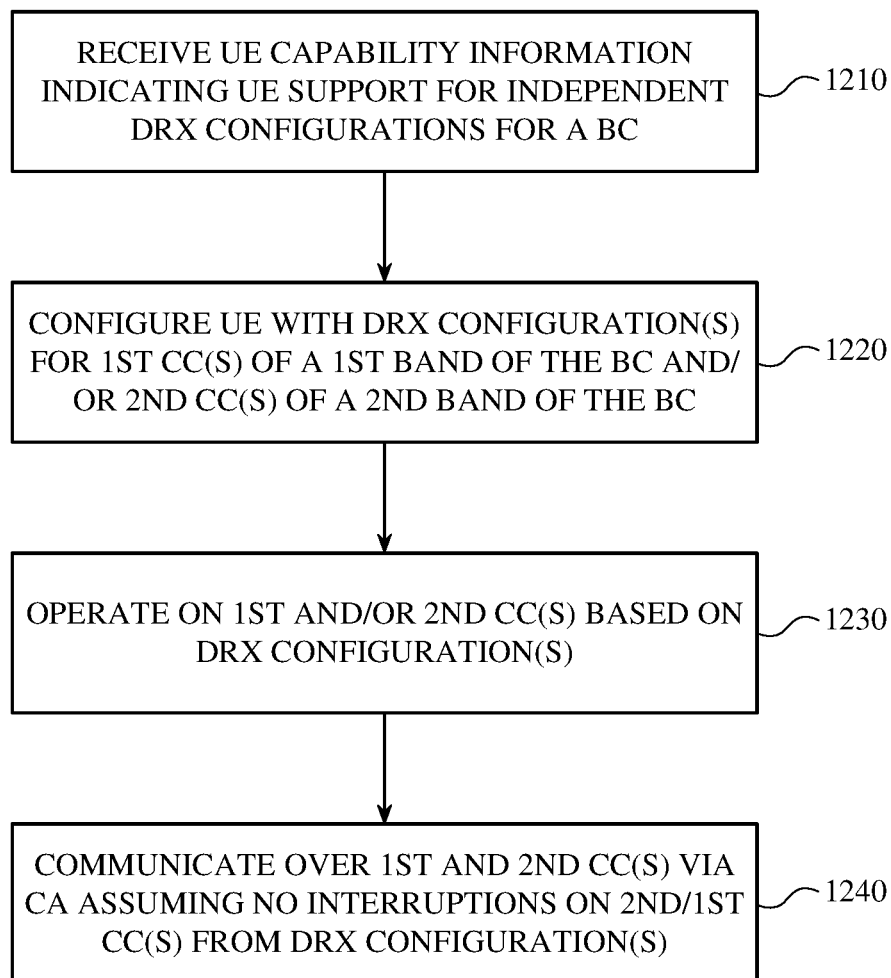 RECEIVE UE CAPABILITY INFORMATION
INDICATING UE SUPPORT FOR INDEPENDENT
DRX CONFIGURATIONS FOR A BC
1210
CONFIGURE UE WITH DRX CONFIGURATION(S)
FOR 1ST CC(S) OF A 1ST BAND OF THE BC AND/
OR 2ND CC(S) OF A 2ND BAND OF THE BC
1220
OPERATE ON 1ST AND/OR 2ND CC(S) BASED ON
DRX CONFIGURATION(S)
1230
COMMUNICATE OVER 1ST AND 2ND CC(S) VIA
CA ASSUMING NO INTERRUPTIONS ON 2ND/1ST
CC(S) FROM DRX CONFIGURATION(S)
1240